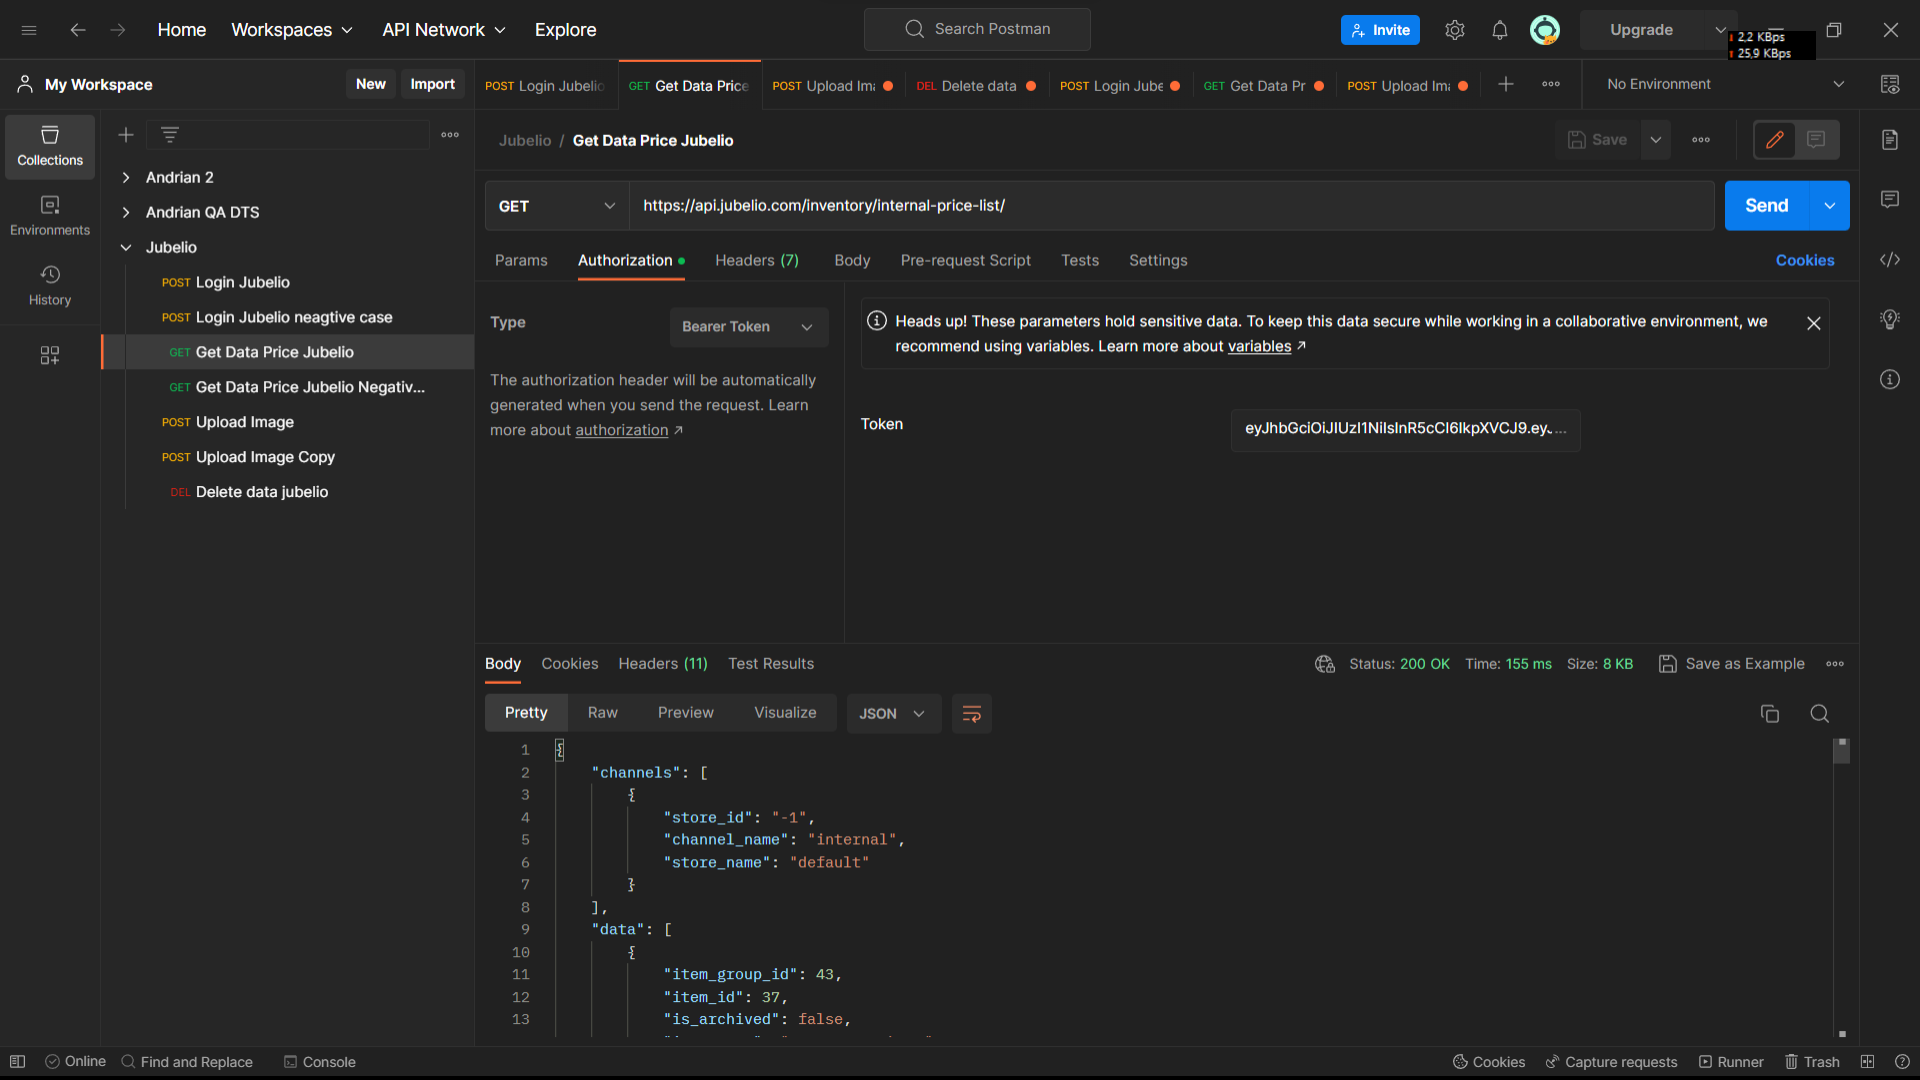 Home Workspaces API Network Explore Search Postman Invite Upgrade
2,2 KBps
25,9 KBps
My Workspace New Import
POST Login Jubelio GET Get Data Price POST Upload Ima DEL Delete data POST Login Jube GET Get Data Pr POST Upload Ima No Environment
Collections
Environments
History
Andrian 2
Andrian QA DTS
Jubelio
POST Login Jubelio
POST Login Jubelio neagtive case
GET Get Data Price Jubelio
GET Get Data Price Jubelio Negativ...
POST Upload Image
POST Upload Image Copy
DEL Delete data jubelio
Jubelio / Get Data Price Jubelio Save
GET https://api.jubelio.com/inventory/internal-price-list/ Send
Params Authorization Headers (7) Body Pre-request Script Tests Settings Cookies
Type Bearer Token
The authorization header will be automatically
generated when you send the request. Learn
more about authorization ↗
Heads up! These parameters hold sensitive data. To keep this data secure while working in a collaborative environment, we
recommend using variables. Learn more about variables ↗
Token
Body Cookies Headers (11) Test Results Status: 200 OK Time: 155 ms Size: 8 KB Save as Example
Pretty Raw Preview Visualize JSON
1 {
2 "channels": [
3 {
4 "store_id": "-1",
5 "channel_name": "internal",
6 "store_name": "default"
7 }
8 ],
9 "data": [
10 {
11 "item_group_id": 43,
12 "item_id": 37,
13 "is_archived": false,
Online Find and Replace Console Cookies Capture requests Runner Trash